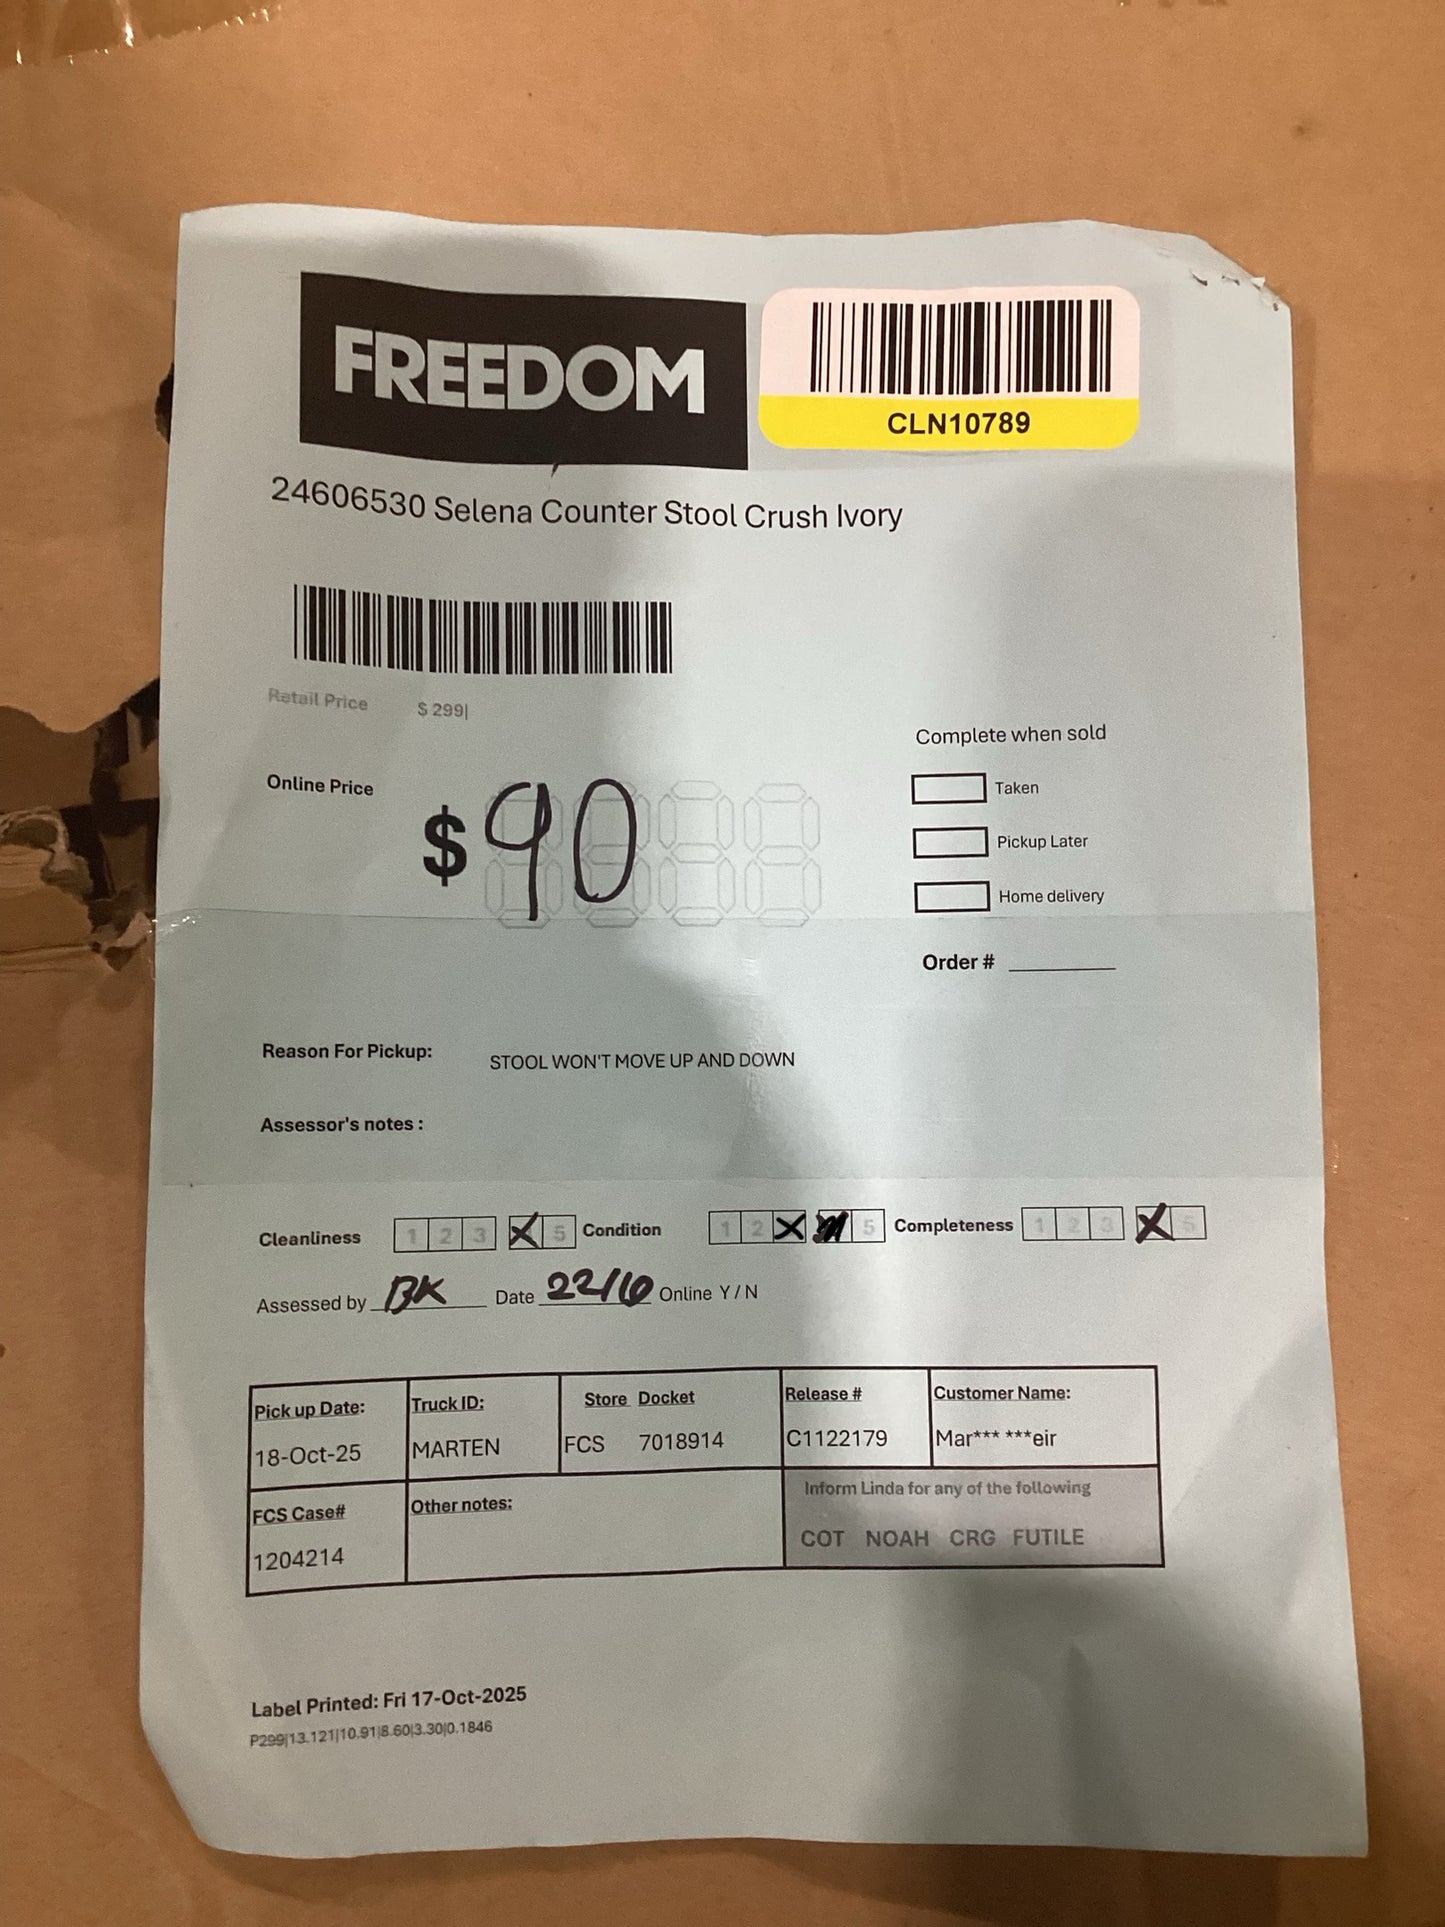 FREEDOM
CLN10789
24606530 Selena Counter Stool Crush Ivory
Retail Price $ 299|
Complete when sold
Online Price $ 90
Taken
Pickup Later
Home delivery
Order #
Reason For Pickup: STOOL WON'T MOVE UP AND DOWN
Assessor's notes :
Cleanliness 1 2 3 X 5 Condition 1 2 X 5 Completeness 1 2 3 X 5
Assessed by BK Date 22/10 Online Y / N
Pick up Date: Truck ID: Store Docket Release # Customer Name:
18-Oct-25 MARTEN FCS 7018914 C1122179 Mar*** ***eir
FCS Case# Other notes: Inform Linda for any of the following
1204214 COT NOAH CRG FUTILE
Label Printed: Fri 17-Oct-2025
P299|13.121|10.91|8.60|3.30|0.1846